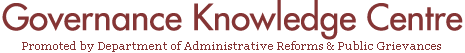 Governance Knowledge Centre
Promoted by Department of Administrative Reforms & Public Grievances